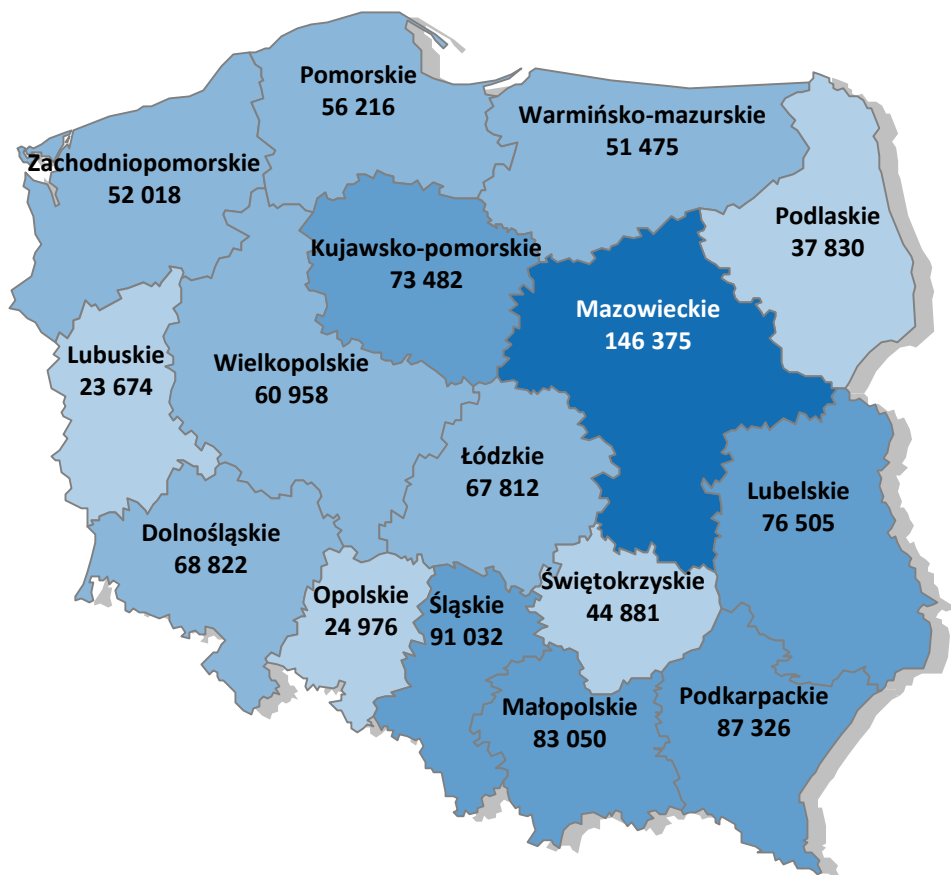 Pomorskie
56 216
Warmińsko-mazurskie
51 475
Zachodniopomorskie
52 018
Podlaskie
37 830
Kujawsko-pomorskie
73 482
Mazowieckie
146 375
Lubuskie
23 674
Wielkopolskie
60 958
Łódzkie
67 812
Lubelskie
76 505
Dolnośląskie
68 822
Opolskie
24 976
Śląskie
91 032
Świętokrzyskie
44 881
Małopolskie
83 050
Podkarpackie
87 326